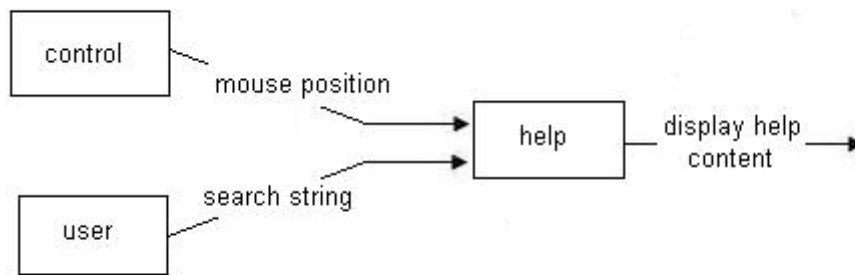 control
mouse position
help
display help
content
search string
user